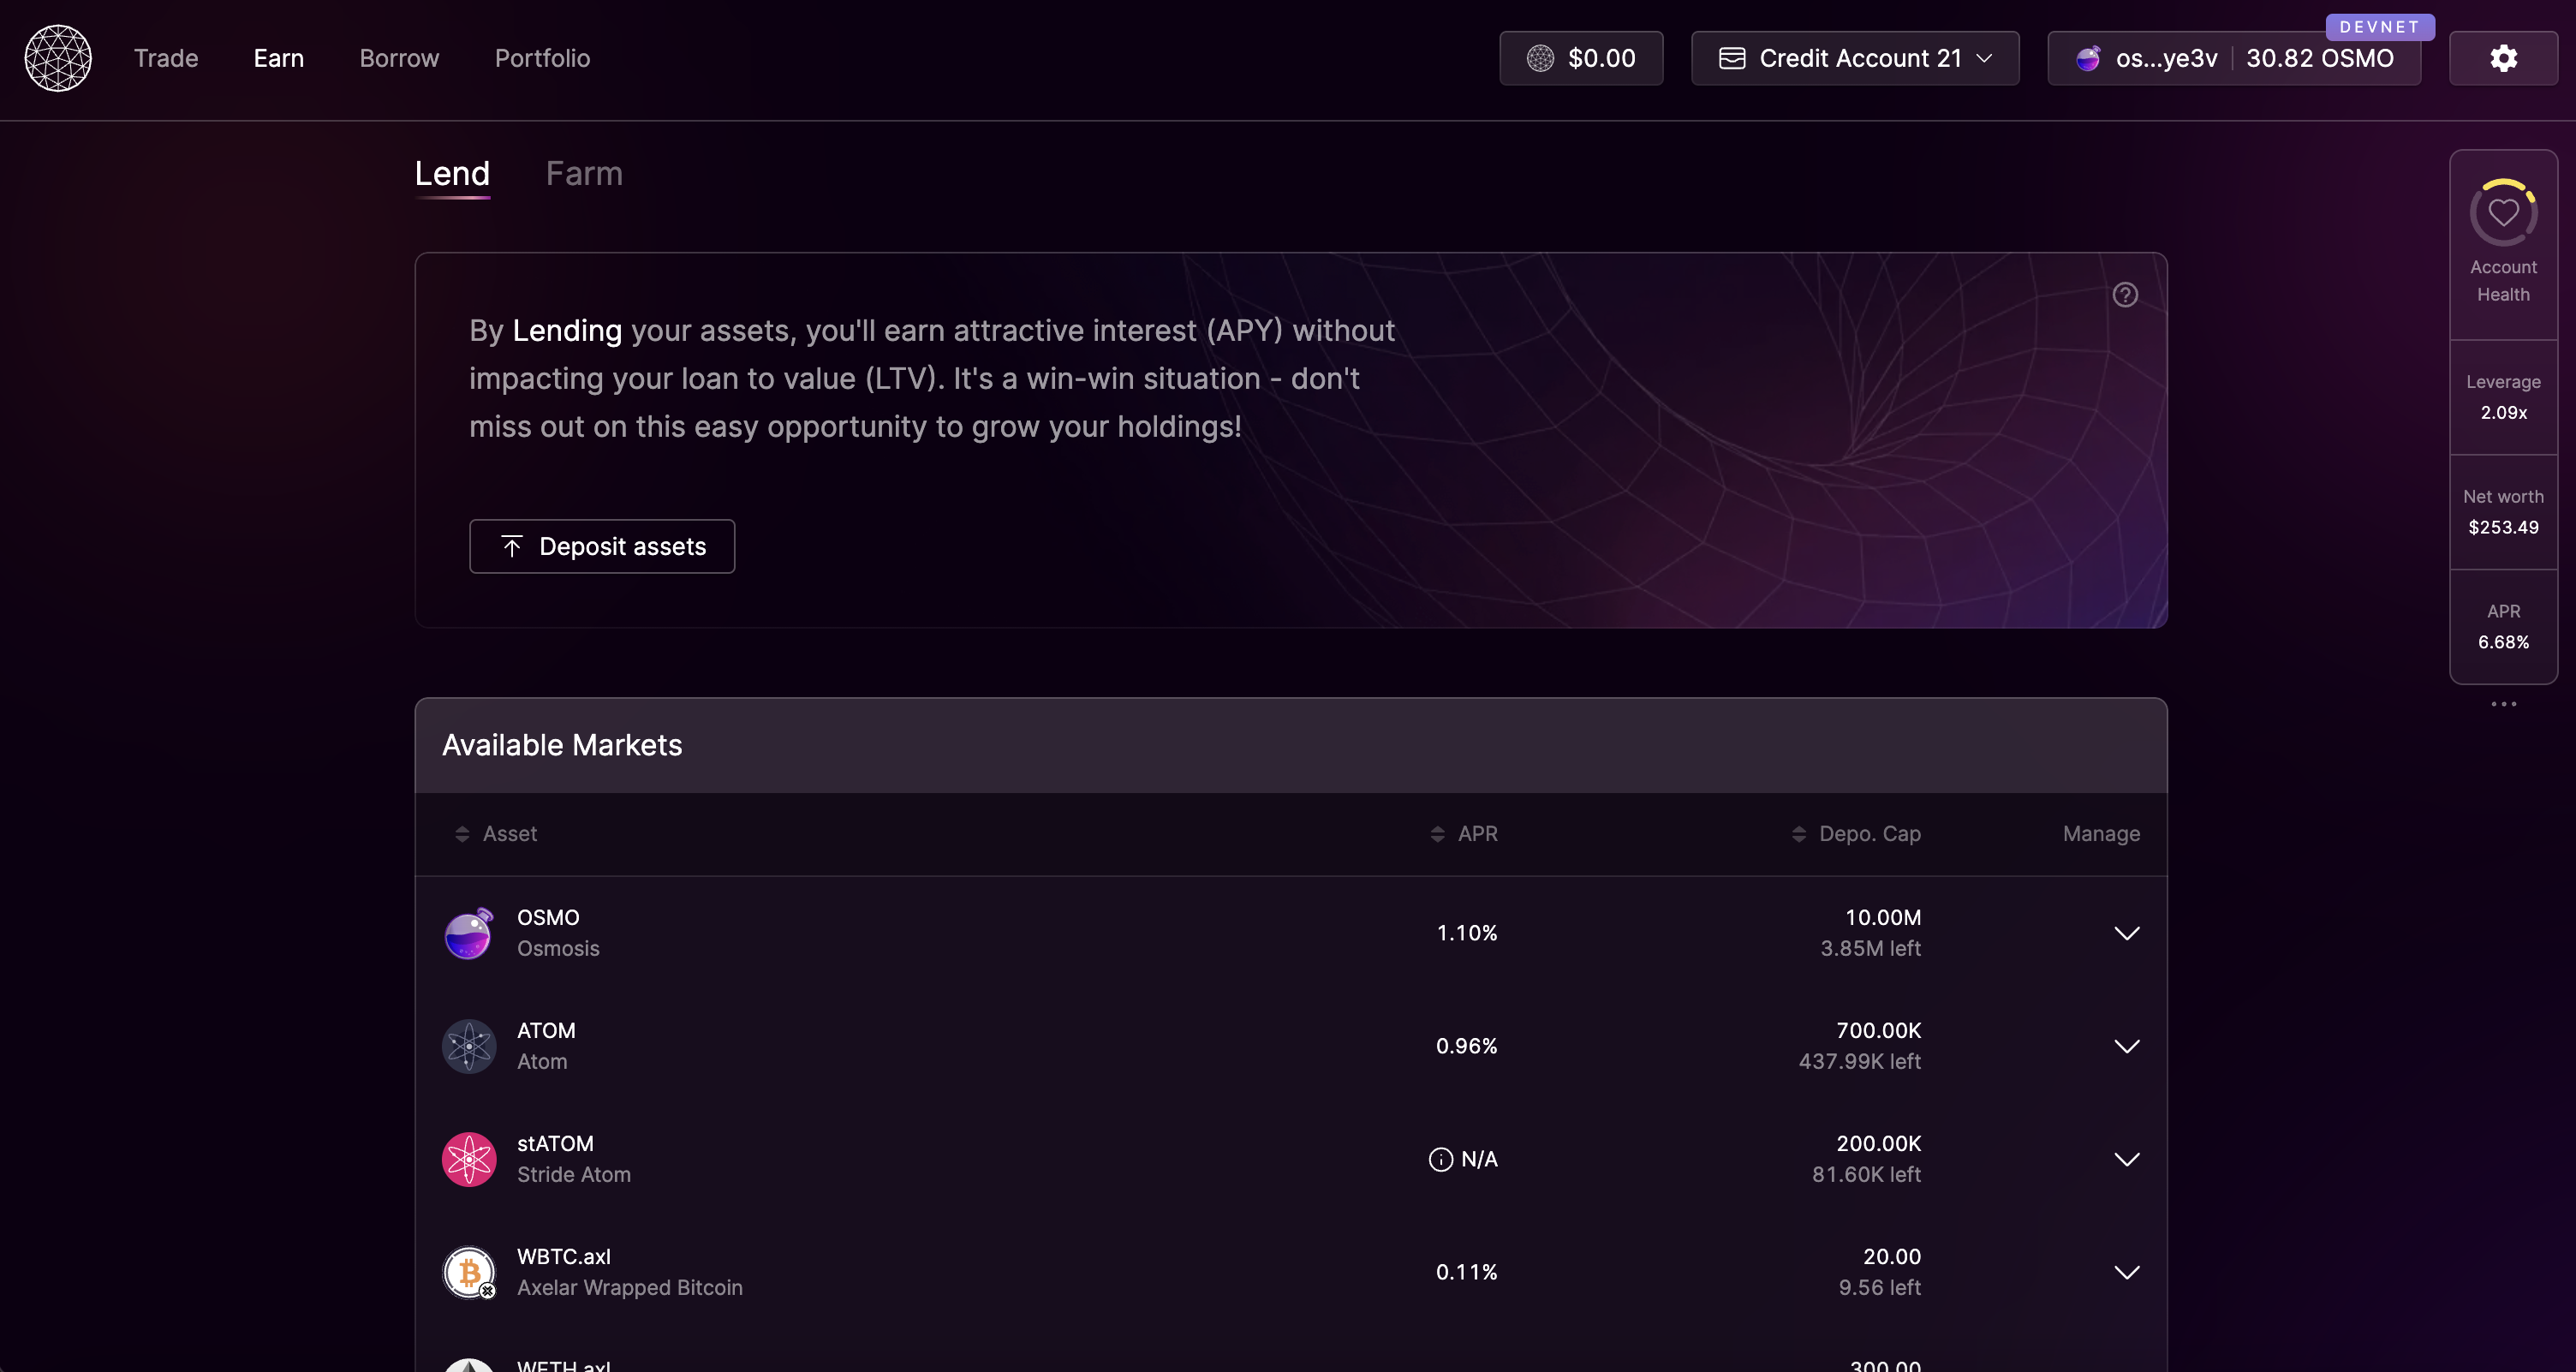 Trade Earn Borrow Portfolio $0.00 Credit Account 21 os...ye3v 30.82 OSMO
DEVNET
Lend Farm
By Lending your assets, you'll earn attractive interest (APY) without
impacting your loan to value (LTV). It's a win-win situation - don't
miss out on this easy opportunity to grow your holdings!
Deposit assets
Account
Health
Leverage
2.09x
Net worth
$253.49
APR
6.68%
Available Markets
Asset APR Depo. Cap Manage
OSMO
Osmosis
1.10%
10.00M
3.85M left
ATOM
Atom
0.96%
700.00K
437.99K left
stATOM
Stride Atom
N/A
200.00K
81.60K left
WBTC.axl
Axelar Wrapped Bitcoin
0.11%
20.00
9.56 left
WETH.axl
300.00